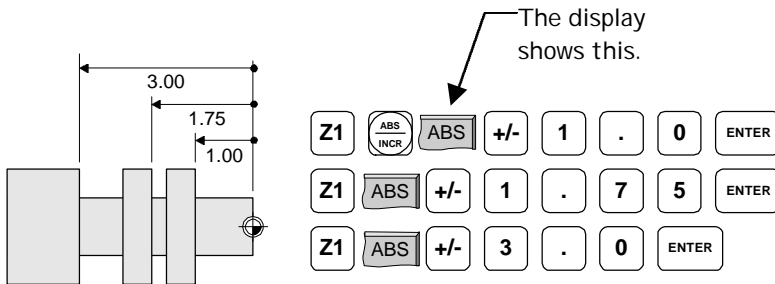 The display
shows this.
3.00
1.75
1.00
Z1 ABS INCR ABS +/- 1 . 0 ENTER
Z1 ABS +/- 1 . 7 5 ENTER
Z1 ABS +/- 3 . 0 ENTER